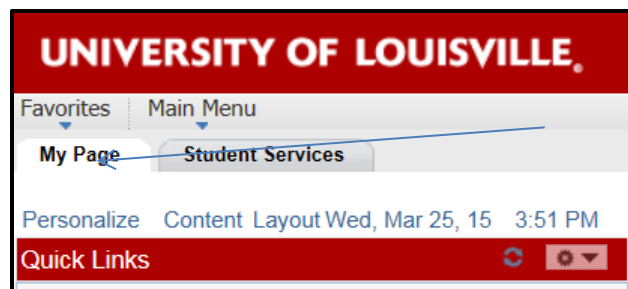 UNIVERSITY OF LOUISVILLE.
Favorites Main Menu
My Page Student Services
Personalize Content Layout Wed, Mar 25, 15 3:51 PM
Quick Links